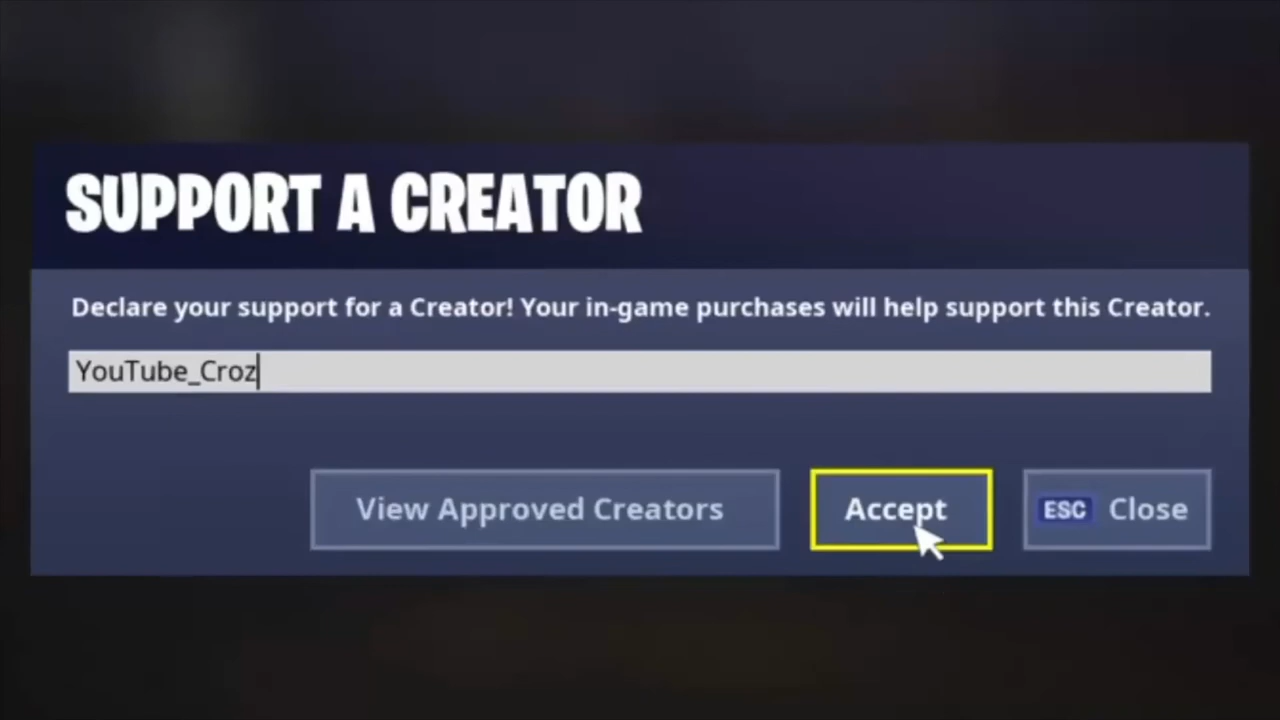 SUPPORT A CREATOR
Declare your support for a Creator! Your in-game purchases will help support this Creator.
YouTube_Croz
View Approved Creators
Accept
ESC Close